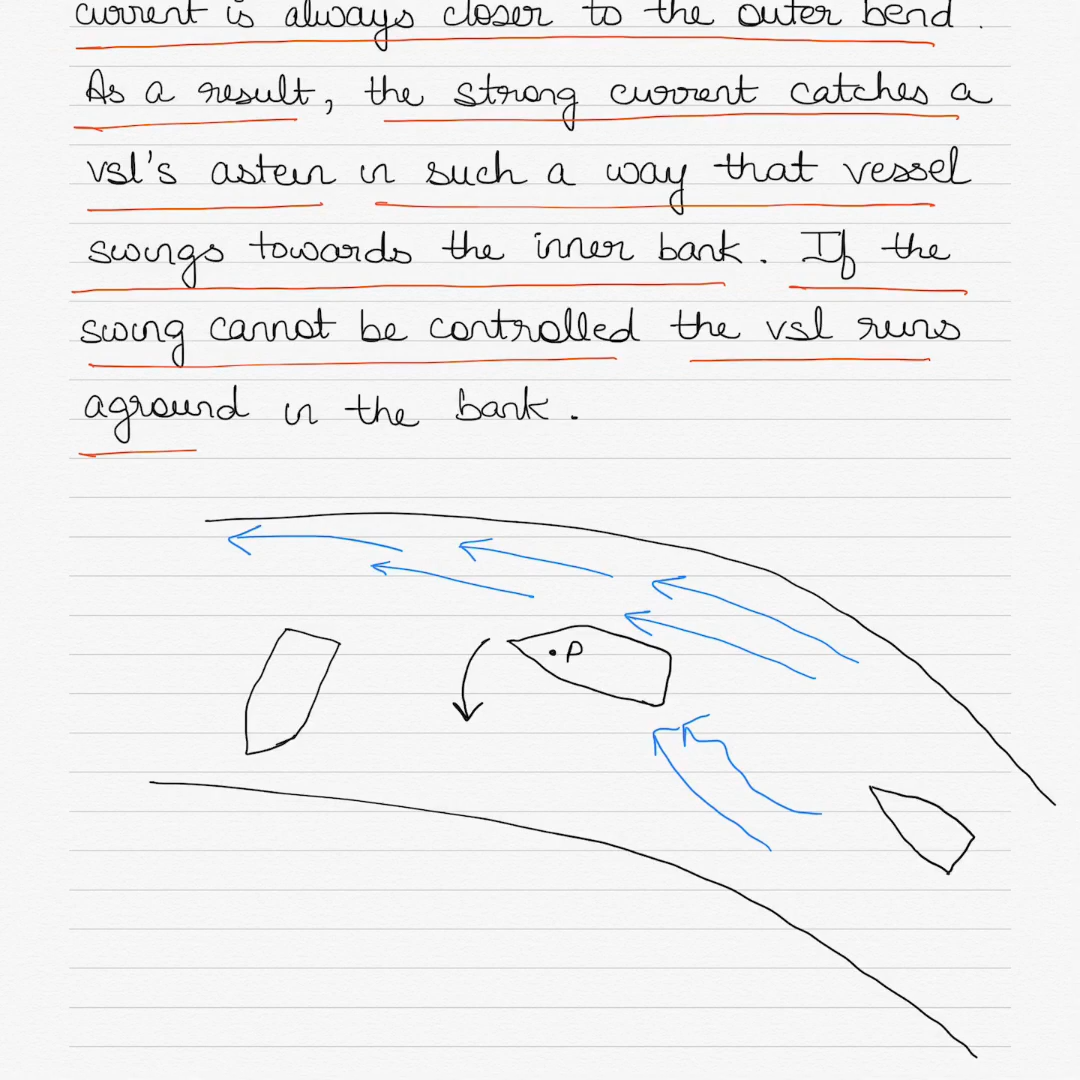 current is always closer to the outer bend.
As a result, the strong current catches a
vsl's astern in such a way that vessel
swings towards the inner bank. If the
swing cannot be controlled the vsl runs
aground in the bank.
P